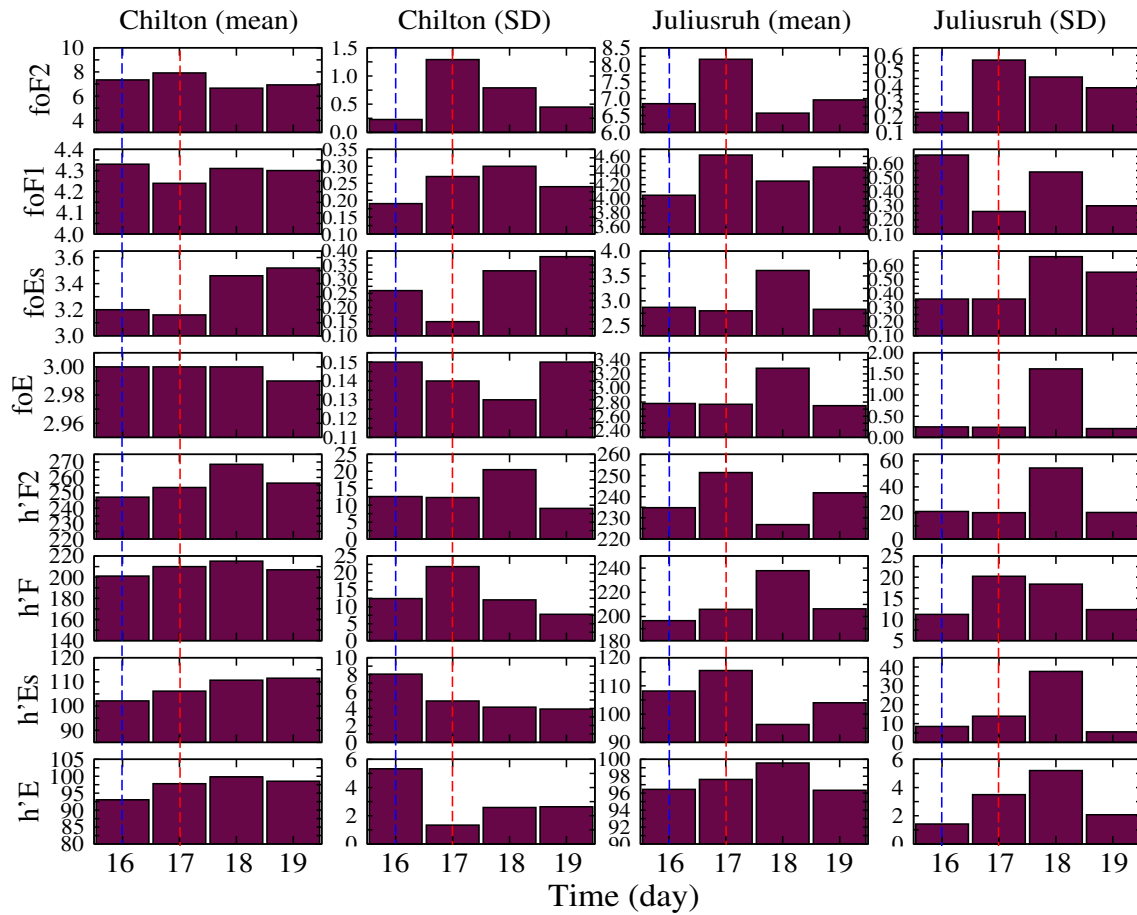 Chilton (mean) Chilton (SD) Juliusruh (mean) Juliusruh (SD)
foF2
10 8 6 4
1.5 1.0 0.5 0.0
8.5 8.0 7.5 7.0 6.5 6.0
0.6 0.4 0.3 0.2 0.1
foF1
4.4 4.3 4.2 4.1 4.0
0.35 0.30 0.25 0.20 0.15 0.10
4.60 4.40 4.20 4.00 3.80
0.60 0.40 0.30 0.20 0.10
foEs
3.6 3.4 3.2 3.0
0.40 0.35 0.25 0.20 0.15 0.10
4.0 3.5 3.0 2.5
0.60 0.40 0.30 0.20 0.10
foE
3.00 2.98 2.96
0.15 0.14 0.13 0.12 0.11
3.40 3.20 2.80 2.60 2.40
2.00 1.50 0.50 0.00
h'F2
270 260 250 240 230 220
25 20 15 10 5 0
260 250 240 230 220
60 40 20 0
h'F
220 200 180 160 140
25 20 15 10 5 0
240 220 200 180
25 20 15 10 5
h'Es
120 110 100 90
10 8 6 4 2 0
120 110 100 90
40 30 20 10 0
h'E
105 100 95 90 85 80
6 4 2 0
100 98 96 94 92 90
6 4 2 0
16 17 18 19 16 17 18 19 16 17 18 19 16 17 18 19
Time (day)